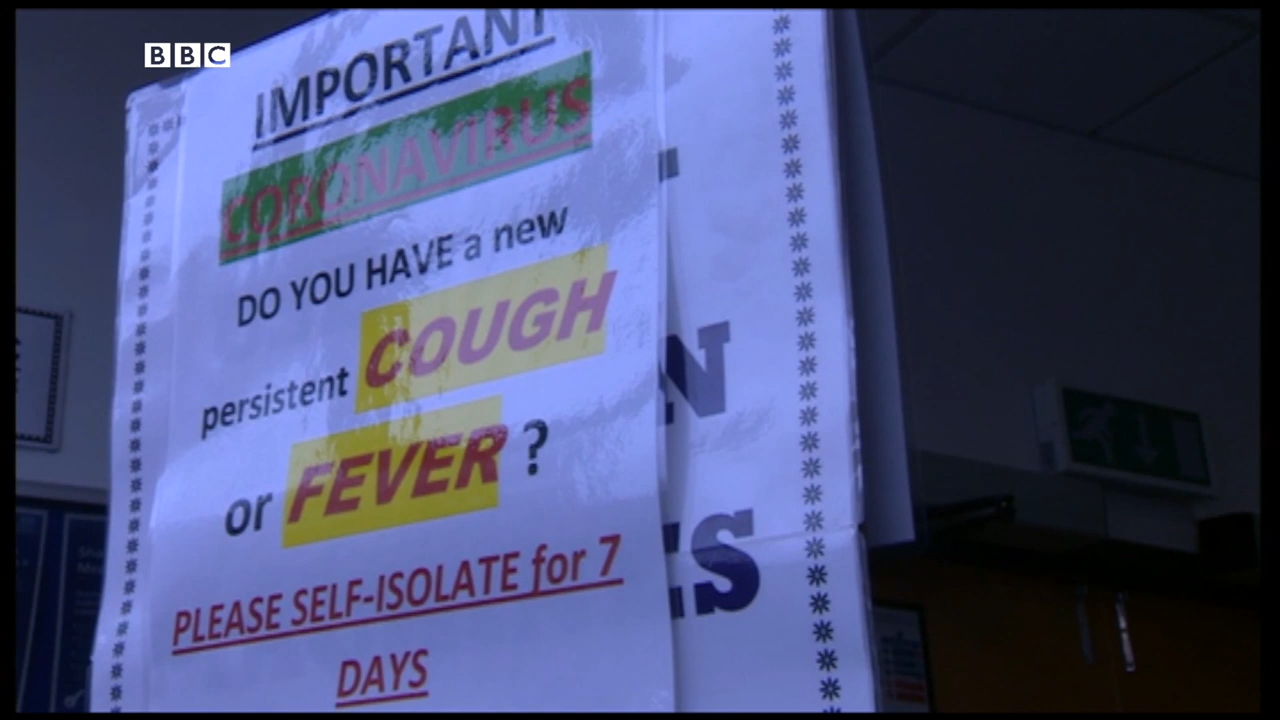 BBC
IMPORTANT
CORONAVIRUS
DO YOU HAVE a new
persistent COUGH
or FEVER ?
PLEASE SELF-ISOLATE for 7
DAYS